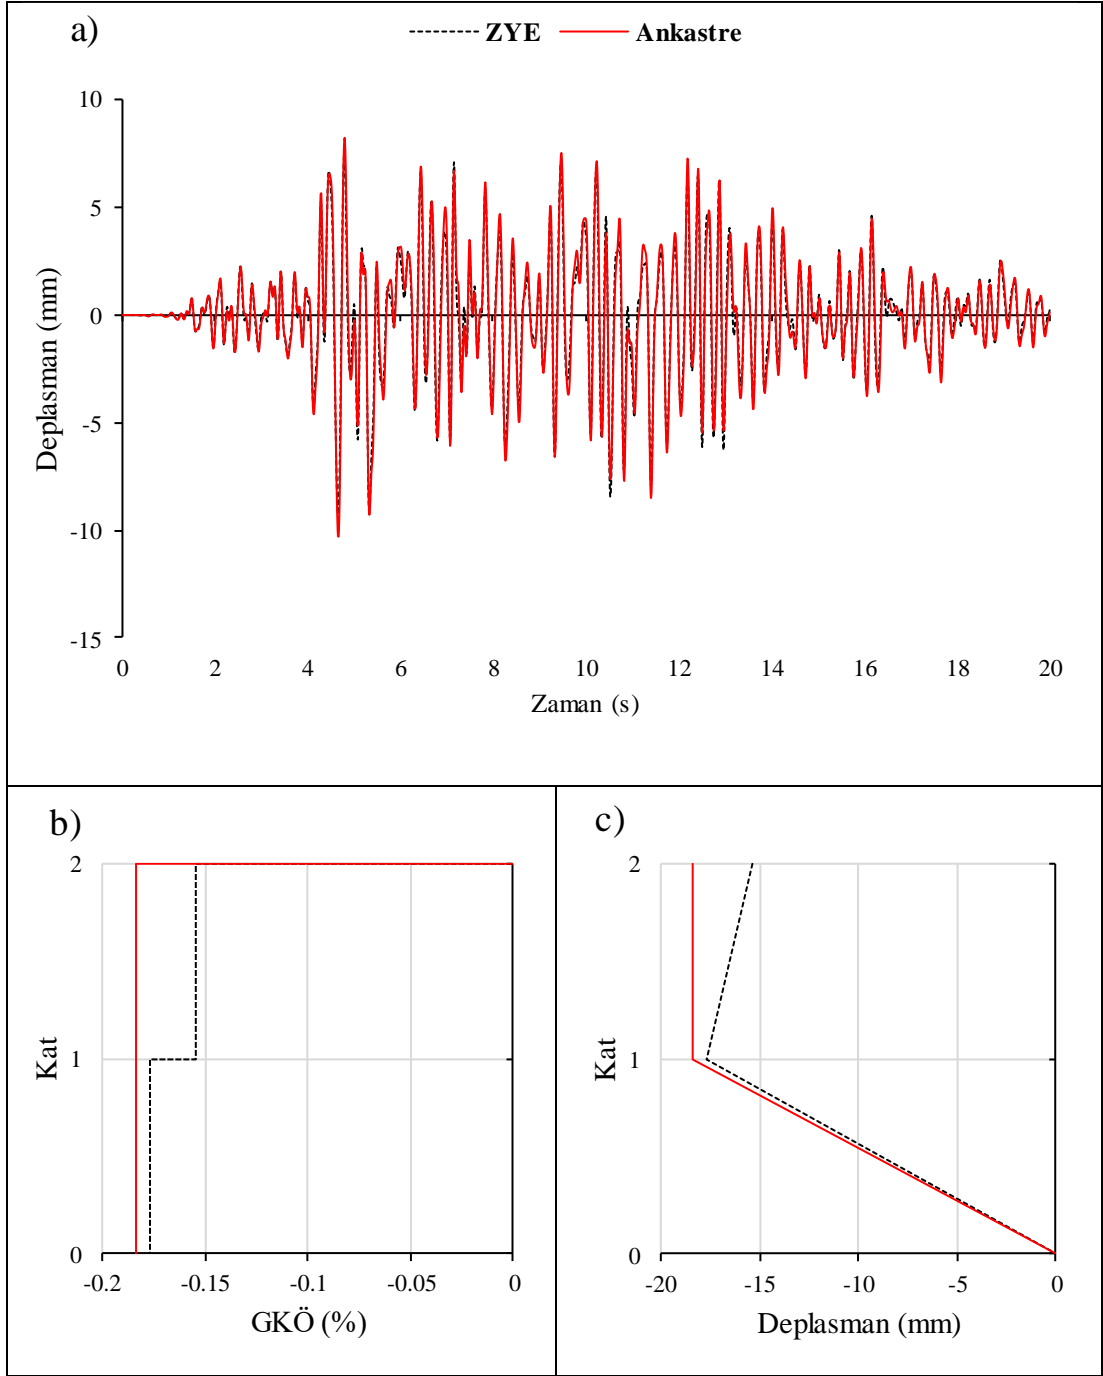 a)
ZYE Ankastre
10
5
0
-5
-10
-15
Deplasman (mm)
0 2 4 6 8 10 12 14 16 18 20
Zaman (s)
b)
2
1
0
Kat
-0.2 -0.15 -0.1 -0.05 0
GKÖ (%)
c)
2
1
0
Kat
-20 -15 -10 -5 0
Deplasman (mm)